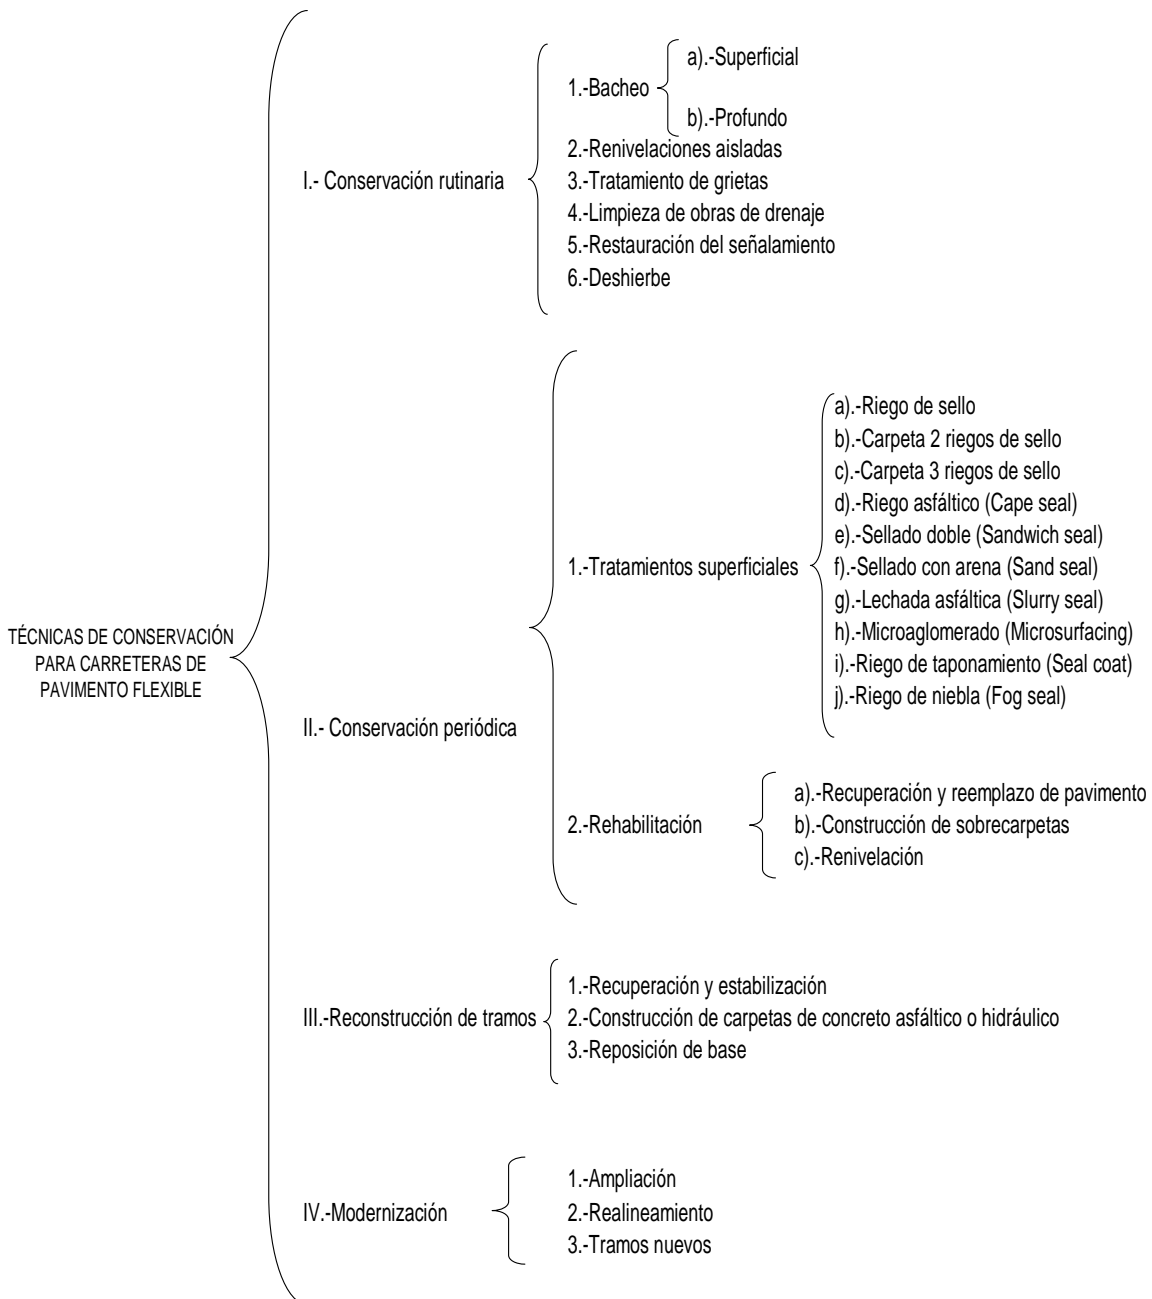 TÉCNICAS DE CONSERVACIÓN
PARA CARRETERAS DE
PAVIMENTO FLEXIBLE
I.- Conservación rutinaria
1.-Bacheo
a).-Superficial
b).-Profundo
2.-Renivelaciones aisladas
3.-Tratamiento de grietas
4.-Limpieza de obras de drenaje
5.-Restauración del señalamiento
6.-Deshierbe
II.- Conservación periódica
1.-Tratamientos superficiales
a).-Riego de sello
b).-Carpeta 2 riegos de sello
c).-Carpeta 3 riegos de sello
d).-Riego asfáltico (Cape seal)
e).-Sellado doble (Sandwich seal)
f).-Sellado con arena (Sand seal)
g).-Lechada asfáltica (Slurry seal)
h).-Microaglomerado (Microsurfacing)
i).-Riego de taponamiento (Seal coat)
j).-Riego de niebla (Fog seal)
2.-Rehabilitación
a).-Recuperación y reemplazo de pavimento
b).-Construcción de sobrecarpetas
c).-Renivelación
III.-Reconstrucción de tramos
1.-Recuperación y estabilización
2.-Construcción de carpetas de concreto asfáltico o hidráulico
3.-Reposición de base
IV.-Modernización
1.-Ampliación
2.-Realineamiento
3.-Tramos nuevos